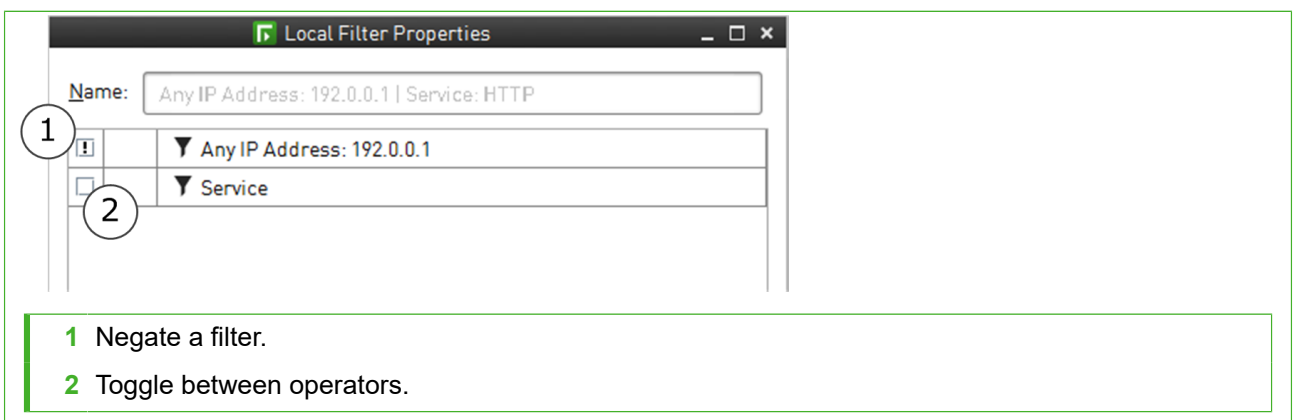 Local Filter Properties
Name: Any IP Address: 192.0.0.1 | Service: HTTP
1
! Any IP Address: 192.0.0.1
Service
2
1 Negate a filter.
2 Toggle between operators.